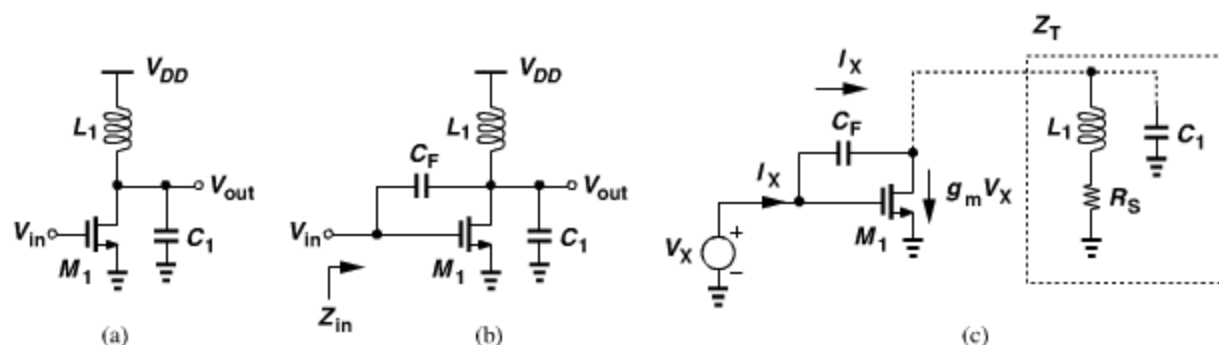 V_DD
L_1
V_out
V_in
M_1
C_1
(a)
V_DD
L_1
C_F
V_out
V_in
M_1
C_1
Z_in
(b)
Z_T
I_X
C_F
I_X
V_X
+
−
M_1
g_m V_X
L_1
C_1
R_S
(c)